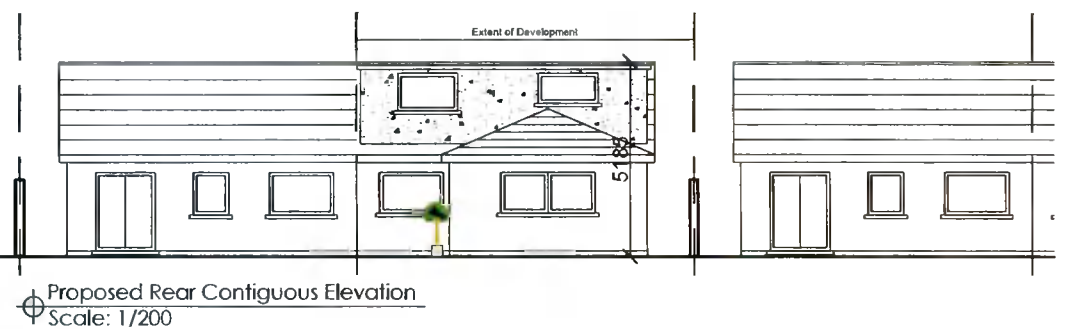 Extent of Development
5185
Proposed Rear Contiguous Elevation
Scale: 1/200